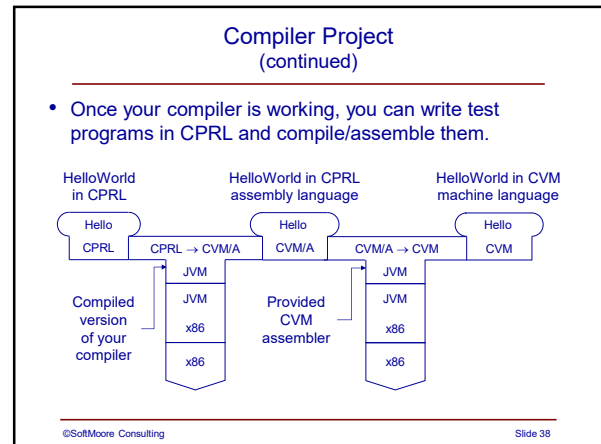 Compiler Project
(continued)
• Once your compiler is working, you can write test
programs in CPRL and compile/assemble them.
HelloWorld
in CPRL
HelloWorld in CPRL
assembly language
HelloWorld in CVM
machine language
Hello
CPRL
CPRL → CVM/A
Hello
CVM/A
CVM/A → CVM
Hello
CVM
JVM
JVM
Compiled
version
of your
compiler
JVM
x86
x86
Provided
CVM
assembler
JVM
x86
x86
©SoftMoore Consulting
Slide 38